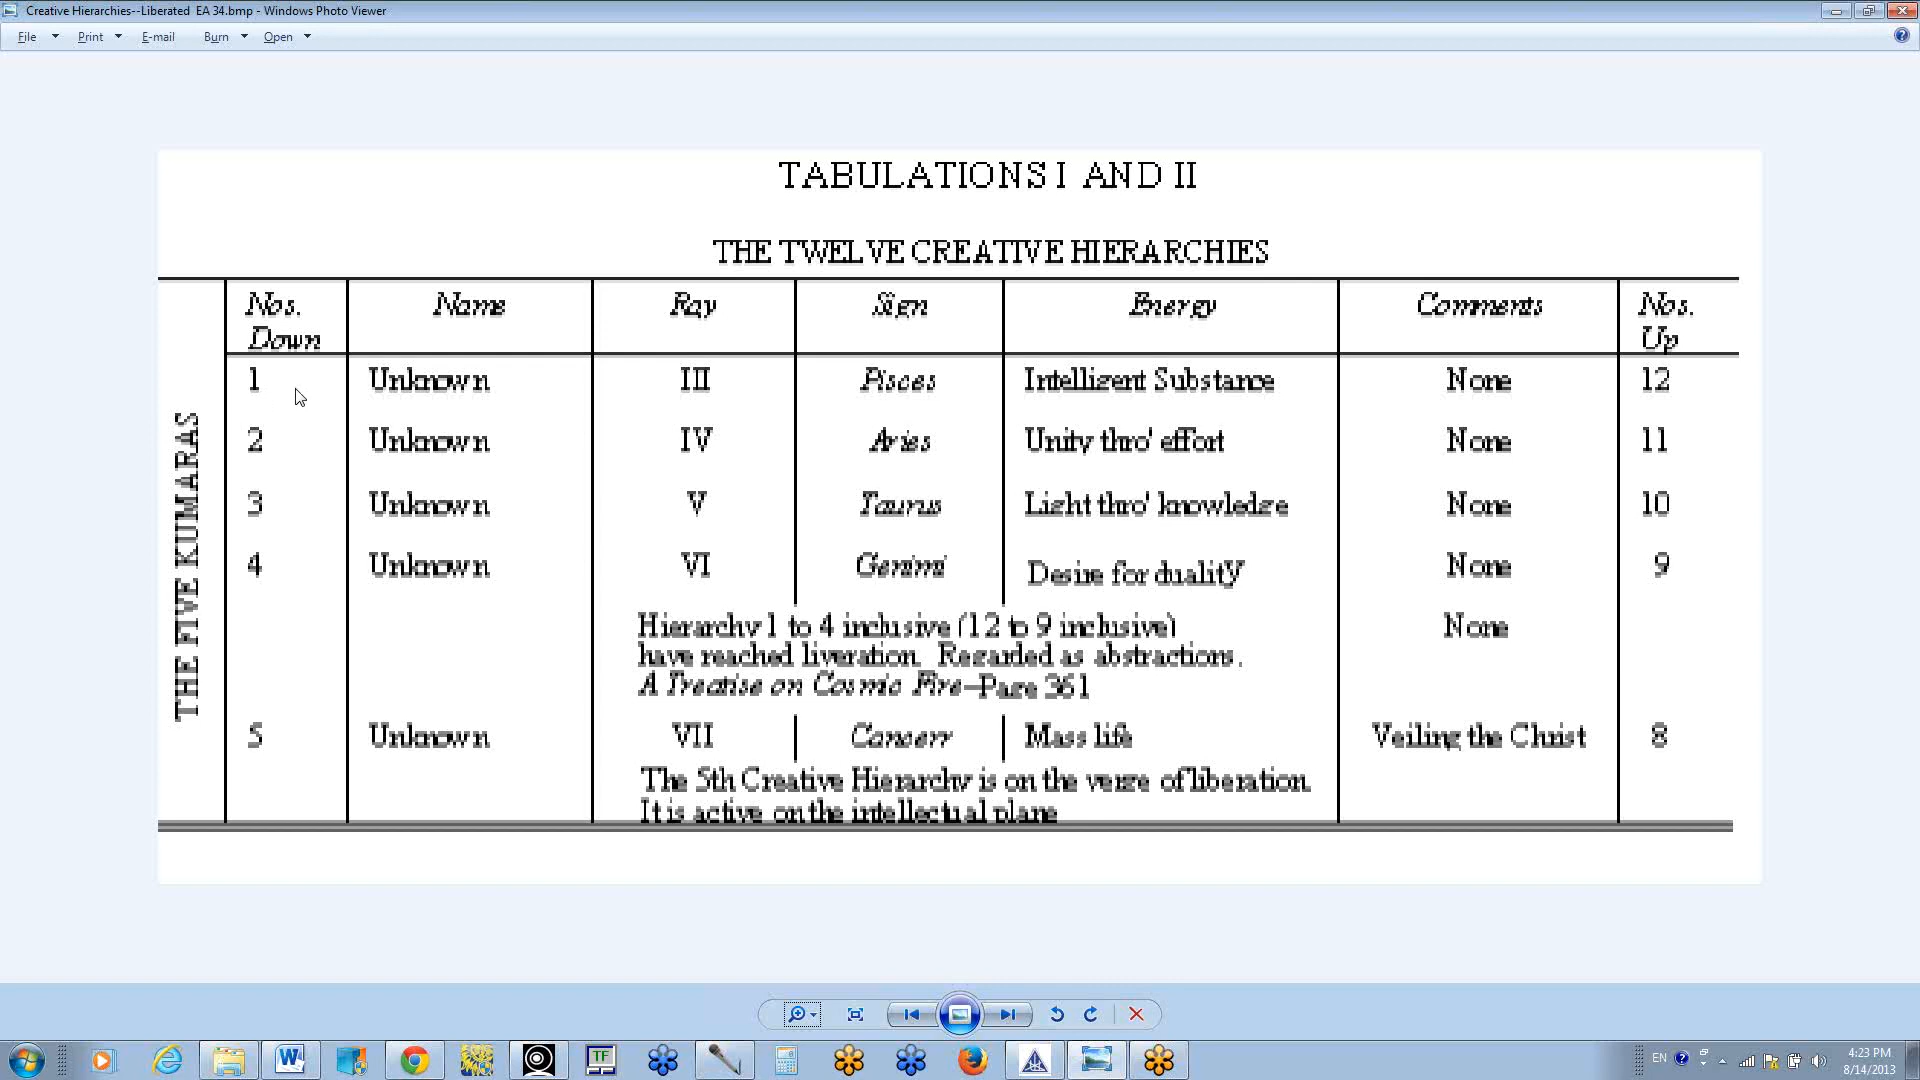 Creative Hierarchies--Liberated EA 34.bmp - Windows Photo Viewer
File Print E-mail Burn Open
TABULATIONS I AND II
THE TWELVE CREATIVE HIERARCHIES
THE FIVE KUMARAS
Nos. Down Name Ray Sign Energy Comments Nos. Up
1 Unknown III Pisces Intelligent Substance None 12
2 Unknown IV Aries Unity thro' effort None 11
3 Unknown V Taurus Light thro' knowledge None 10
4 Unknown VI Gemini Desire for duality None 9
Hierarchy 1 to 4 inclusive (12 to 9 inclusive) None
have reached liveration. Regarded as abstractions.
A Treatise on Cosmic Fire–Page 361
5 Unknown VII Cancerr Mass life Veiling the Christ 8
The 5th Creative Hierarchy is on the verge of liberation.
It is active on the intellectual plane
TF
EN
4:23 PM
8/14/2013